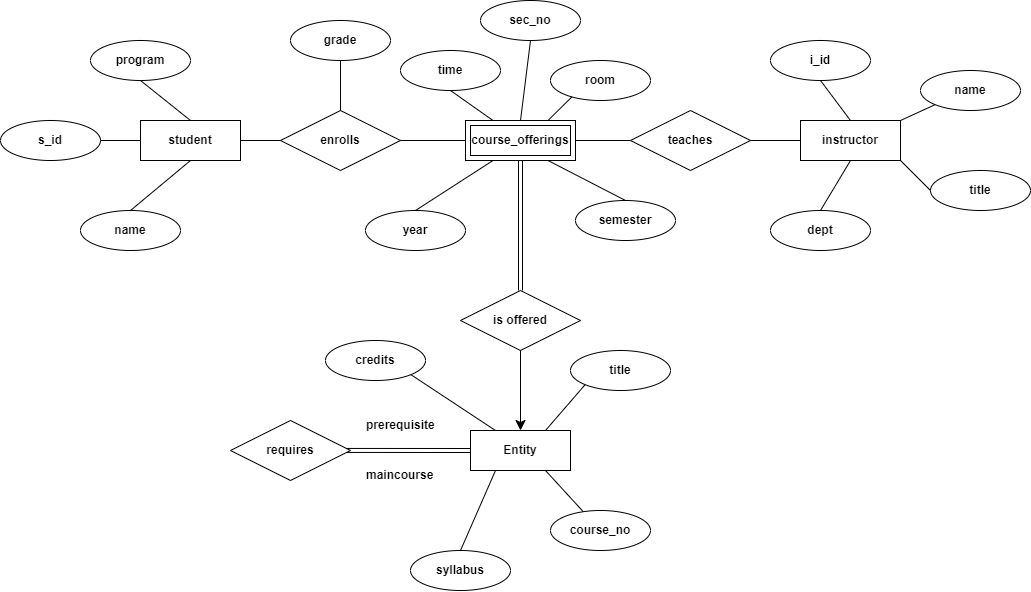 sec_no
grade
program
time
room
i_id
name
s_id
student
enrolls
course_offerings
teaches
instructor
title
name
year
semester
dept
is offered
credits
title
prerequisite
requires
Entity
maincourse
course_no
syllabus